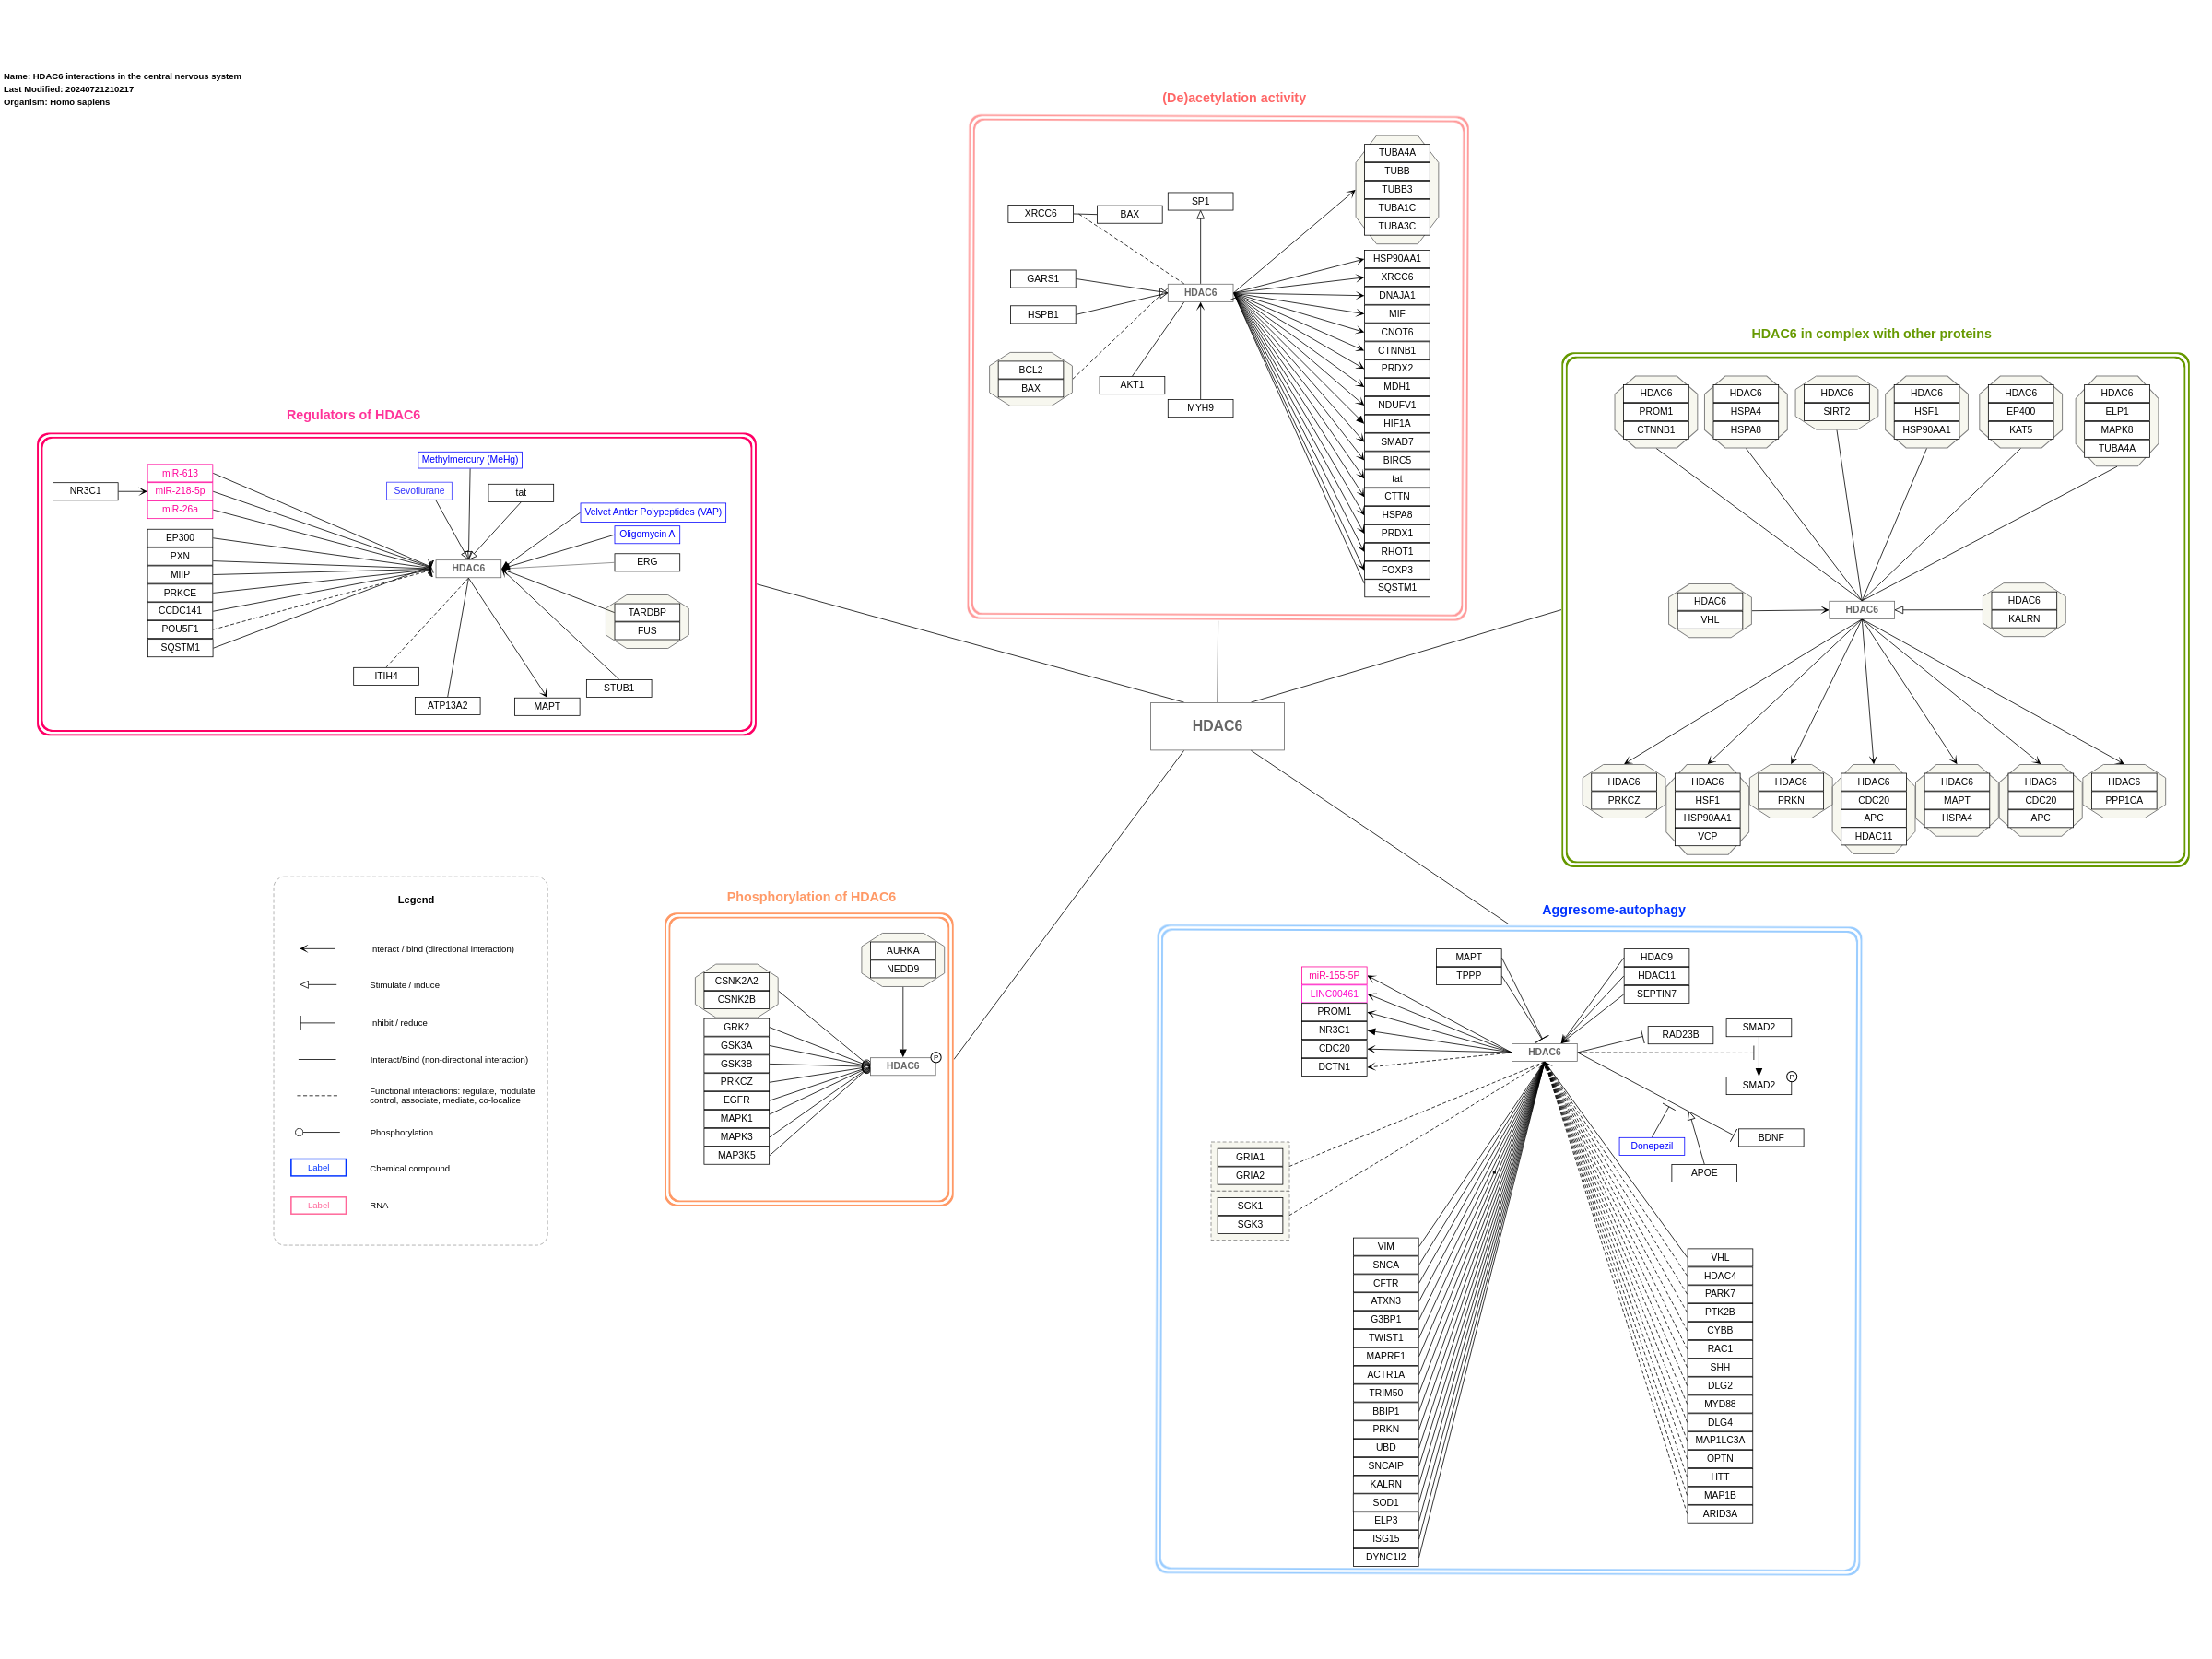 Name: HDAC6 interactions in the central nervous system
Last Modified: 20240721210217
Organism: Homo sapiens
(De)acetylation activity
TUBA4A
TUBB
TUBB3
TUBA1C
TUBA3C
SP1
XRCC6
BAX
GARS1
HSPB1
HDAC6
BCL2
BAX
AKT1
MYH9
HSP90AA1
XRCC6
DNAJA1
MIF
CNOT6
CTNNB1
PRDX2
MDH1
NDUFV1
HIF1A
SMAD7
BIRC5
tat
CTTN
HSPA8
PRDX1
RHOT1
FOXP3
SQSTM1
HDAC6 in complex with other proteins
HDAC6
PROM1
CTNNB1
HDAC6
HSPA4
HSPA8
HDAC6
SIRT2
HDAC6
HSF1
HSP90AA1
HDAC6
EP400
KAT5
HDAC6
ELP1
MAPK8
TUBA4A
HDAC6
VHL
HDAC6
HDAC6
KALRN
HDAC6
PRKCZ
HDAC6
HSF1
HSP90AA1
VCP
HDAC6
PRKN
HDAC6
CDC20
APC
HDAC11
HDAC6
MAPT
HSPA4
HDAC6
CDC20
APC
HDAC6
PPP1CA
Regulators of HDAC6
NR3C1
miR-613
miR-218-5p
miR-26a
EP300
PXN
MIIP
PRKCE
CCDC141
POU5F1
SQSTM1
Methylmercury (MeHg)
Sevoflurane
tat
Velvet Antler Polypeptides (VAP)
Oligomycin A
ERG
HDAC6
TARDBP
FUS
ITIH4
ATP13A2
MAPT
STUB1
HDAC6
Legend
Interact / bind (directional interaction)
Stimulate / induce
Inhibit / reduce
Interact/Bind (non-directional interaction)
Functional interactions: regulate, modulate
control, associate, mediate, co-localize
Phosphorylation
Label
Chemical compound
Label
RNA
Phosphorylation of HDAC6
AURKA
NEDD9
CSNK2A2
CSNK2B
GRK2
GSK3A
GSK3B
PRKCZ
EGFR
MAPK1
MAPK3
MAP3K5
HDAC6
P
Aggresome-autophagy
MAPT
TPPP
HDAC9
HDAC11
SEPTIN7
miR-155-5P
LINC00461
PROM1
NR3C1
CDC20
DCTN1
HDAC6
RAD23B
SMAD2
SMAD2
P
Donepezil
BDNF
APOE
GRIA1
GRIA2
SGK1
SGK3
VIM
SNCA
CFTR
ATXN3
G3BP1
TWIST1
MAPRE1
ACTR1A
TRIM50
BBIP1
PRKN
UBD
SNCAIP
KALRN
SOD1
ELP3
ISG15
DYNC1I2
VHL
HDAC4
PARK7
PTK2B
CYBB
RAC1
SHH
DLG2
MYD88
DLG4
MAP1LC3A
OPTN
HTT
MAP1B
ARID3A